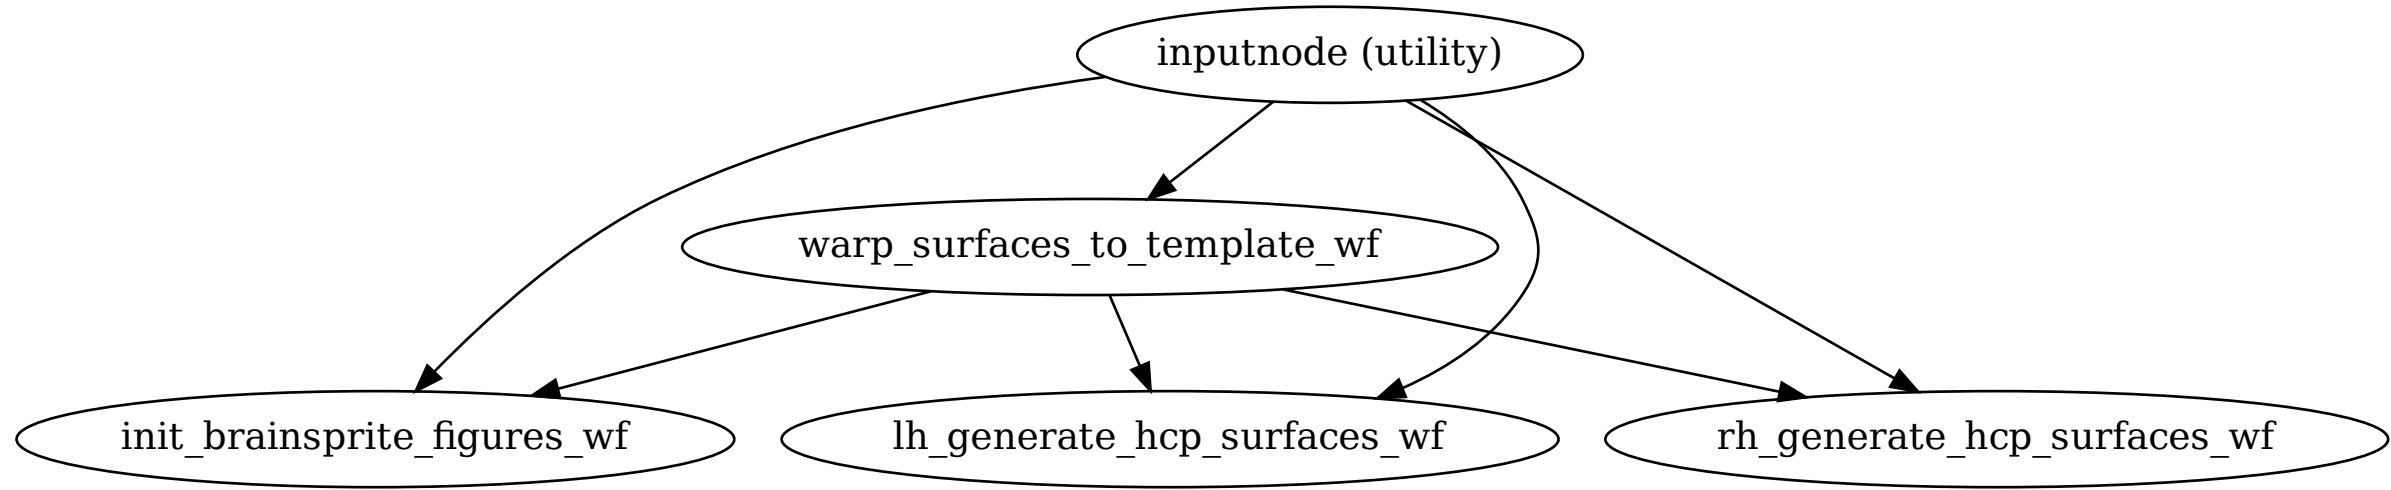 inputnode (utility)
warp_surfaces_to_template_wf
init_brainsprite_figures_wf
lh_generate_hcp_surfaces_wf
rh_generate_hcp_surfaces_wf